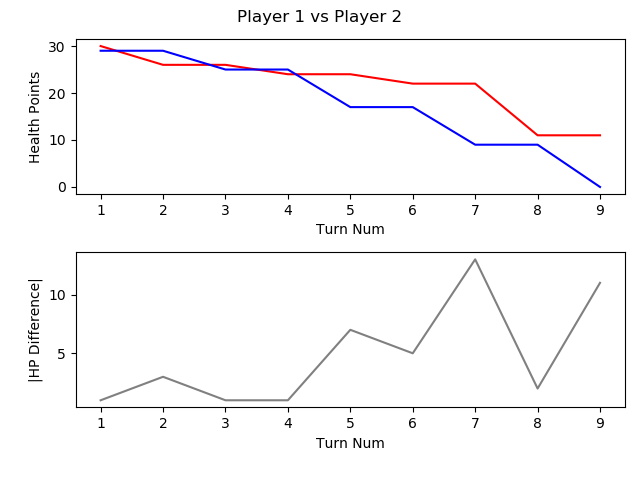 Player 1 vs Player 2
Health Points
30
20
10
0
1 2 3 4 5 6 7 8 9
Turn Num
|HP Difference|
10
5
1 2 3 4 5 6 7 8 9
Turn Num